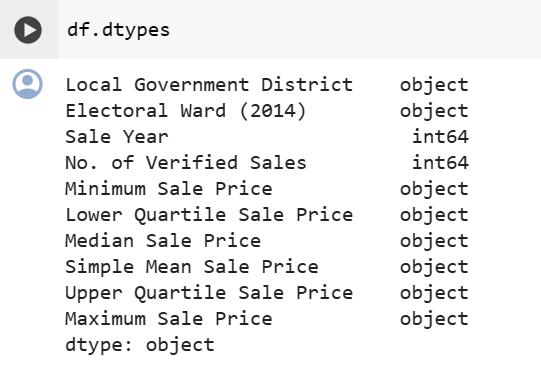 df.dtypes
Local Government District object
Electoral Ward (2014) object
Sale Year int64
No. of Verified Sales int64
Minimum Sale Price object
Lower Quartile Sale Price object
Median Sale Price object
Simple Mean Sale Price object
Upper Quartile Sale Price object
Maximum Sale Price object
dtype: object